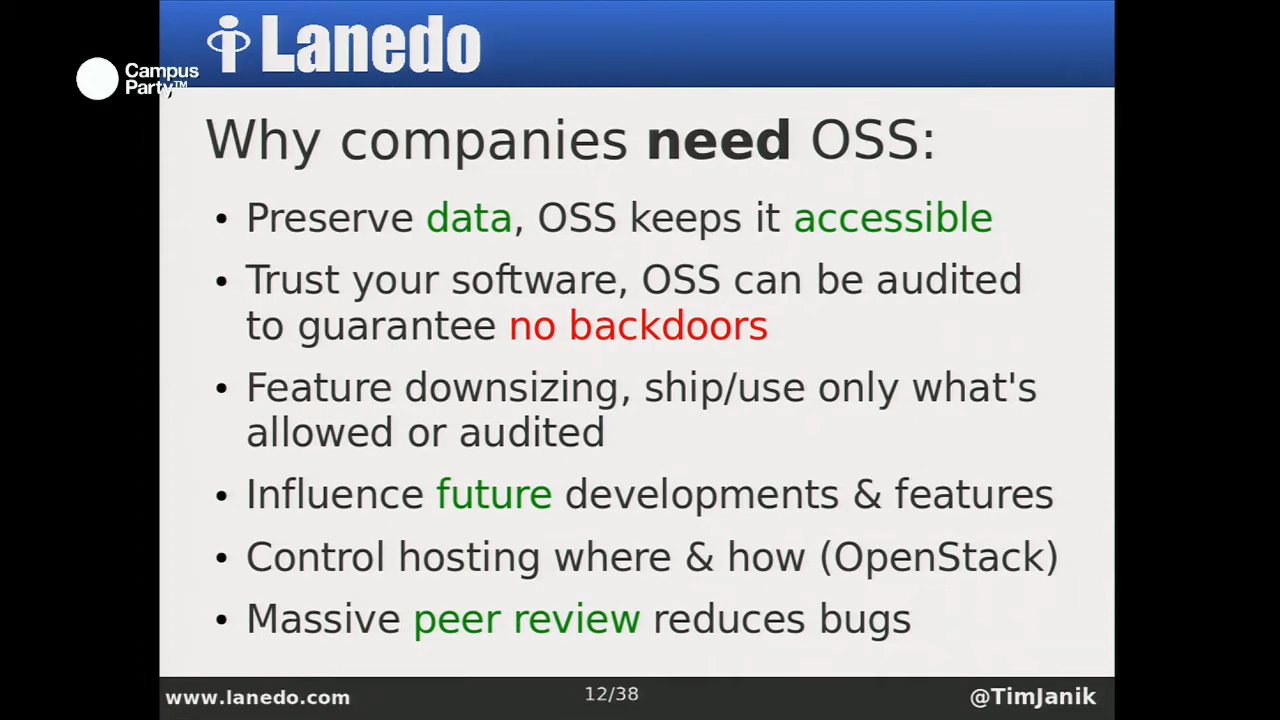 Lanedo
Campus
Party™
Why companies need OSS:
• Preserve data, OSS keeps it accessible
• Trust your software, OSS can be audited
to guarantee no backdoors
• Feature downsizing, ship/use only what's
allowed or audited
• Influence future developments & features
• Control hosting where & how (OpenStack)
• Massive peer review reduces bugs
www.lanedo.com
12/38
@TimJanik